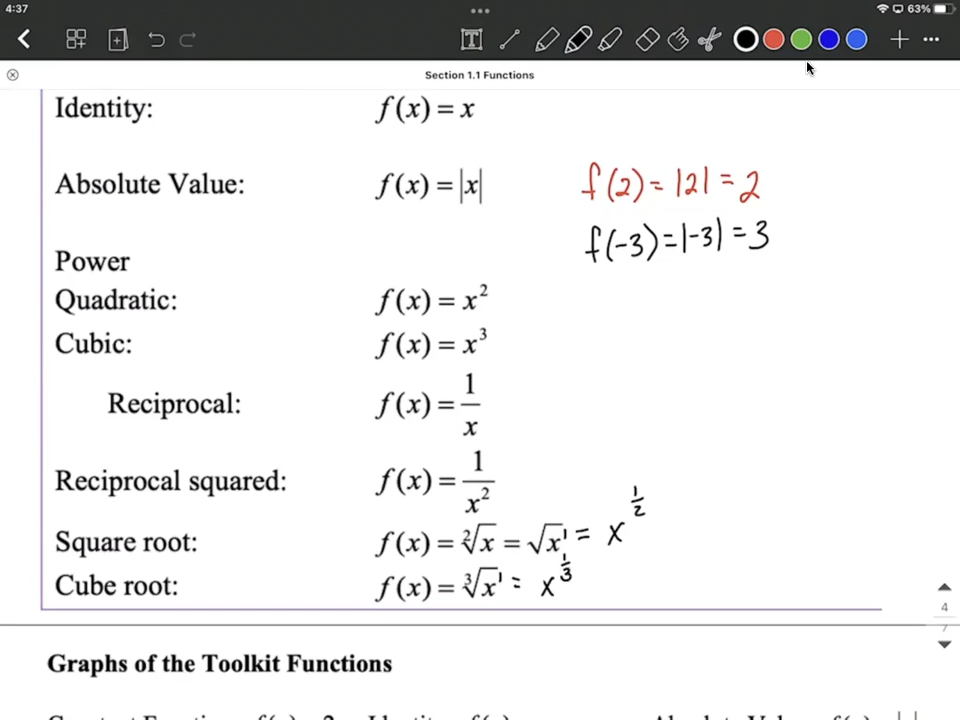 4:37 63%
Section 1.1 Functions
Identity: f(x) = x
Absolute Value: f(x) = |x| f(2) = |2| = 2
f(-3) = |-3| = 3
Power
Quadratic: f(x) = x²
Cubic: f(x) = x³
Reciprocal: f(x) = 1/x
Reciprocal squared: f(x) = 1/x²
Square root: f(x) = ²√x = √x¹ = x^(1/2)
Cube root: f(x) = ³√x¹ = x^(1/3)
4
7
Graphs of the Toolkit Functions